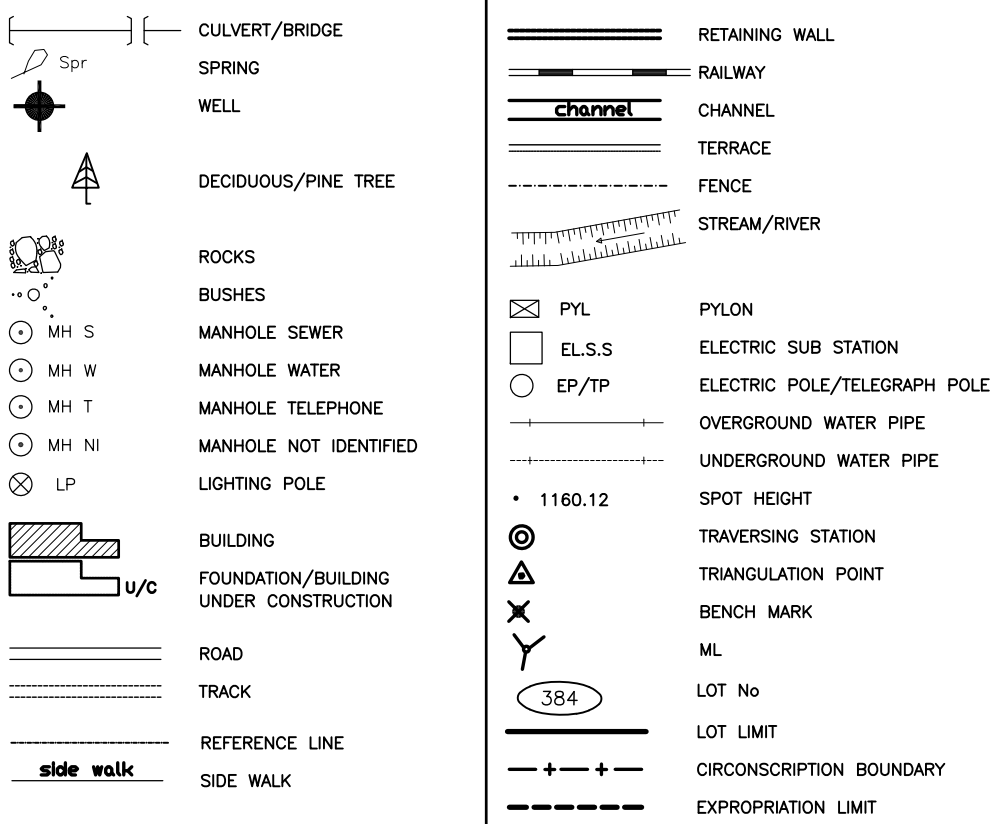 CULVERT/BRIDGE
Spr SPRING
WELL
DECIDUOUS/PINE TREE
ROCKS
BUSHES
MH S MANHOLE SEWER
MH W MANHOLE WATER
MH T MANHOLE TELEPHONE
MH NI MANHOLE NOT IDENTIFIED
LP LIGHTING POLE
BUILDING
U/C FOUNDATION/BUILDING
UNDER CONSTRUCTION
ROAD
TRACK
REFERENCE LINE
side walk SIDE WALK
RETAINING WALL
RAILWAY
channel CHANNEL
TERRACE
FENCE
STREAM/RIVER
PYL PYLON
EL.S.S ELECTRIC SUB STATION
EP/TP ELECTRIC POLE/TELEGRAPH POLE
OVERGROUND WATER PIPE
UNDERGROUND WATER PIPE
1160.12 SPOT HEIGHT
TRAVERSING STATION
TRIANGULATION POINT
BENCH MARK
ML
384 LOT No
LOT LIMIT
CIRCONSCRIPTION BOUNDARY
EXPROPRIATION LIMIT